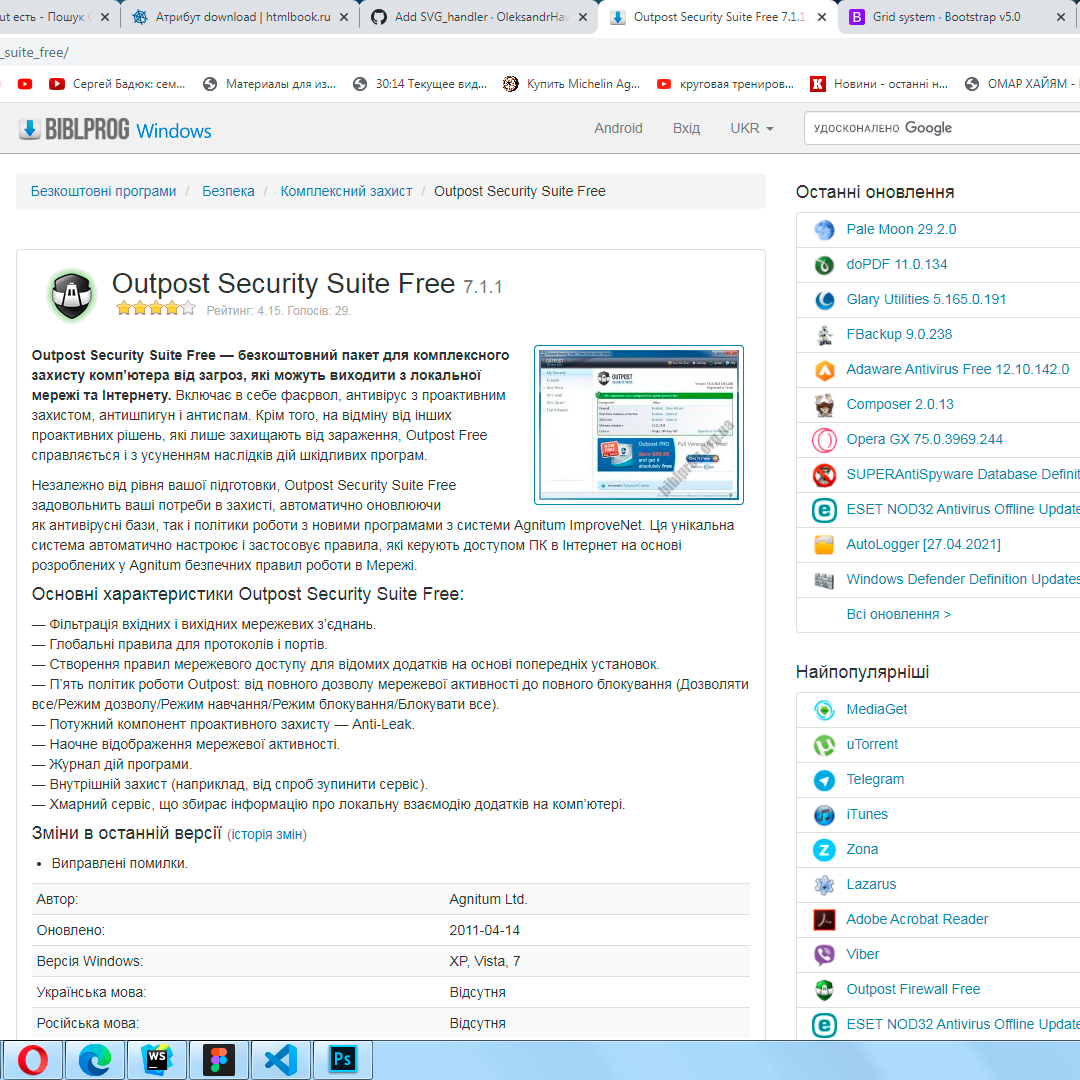 ut есть - Пошук
Атрибут download | htmlbook.ru
Add SVG_handler · OleksandrHav
Outpost Security Suite Free 7.1.1
Grid system · Bootstrap v5.0
_suite_free/
Сергей Бадюк: сем...
Материалы для из...
30:14 Текущее вид...
Купить Michelin Ag...
круговая трениров...
Новини - останні н...
ОМАР ХАЙЯМ -
BIBLPROG Windows
Android
Вхід
UKR
УДОСКОНАЛЕНО Google
Безкоштовні програми / Безпека / Комплексний захист / Outpost Security Suite Free
Outpost Security Suite Free 7.1.1
Рейтинг: 4.15. Голосів: 29.
Outpost Security Suite Free — безкоштовний пакет для комплексного
захисту комп’ютера від загроз, які можуть виходити з локальної
мережі та Інтернету. Включає в себе фаєрвол, антивірус з проактивним
захистом, антишпигун і антиспам. Крім того, на відміну від інших
проактивних рішень, які лише захищають від зараження, Outpost Free
справляється і з усуненням наслідків дій шкідливих програм.
OUTPOST
biblprog.org.ua
Незалежно від рівня вашої підготовки, Outpost Security Suite Free
задовольнить ваші потреби в захисті, автоматично оновлюючи
як антивірусні бази, так і політики роботи з новими програмами з системи Agnitum ImproveNet. Ця унікальна
система автоматично настроює і застосовує правила, які керують доступом ПК в Інтернет на основі
розроблених у Agnitum безпечних правил роботи в Мережі.
Основні характеристики Outpost Security Suite Free:
— Фільтрація вхідних і вихідних мережевих з’єднань.
— Глобальні правила для протоколів і портів.
— Створення правил мережевого доступу для відомих додатків на основі попередніх установок.
— П’ять політик роботи Outpost: від повного дозволу мережевої активності до повного блокування (Дозволяти
все/Режим дозволу/Режим навчання/Режим блокування/Блокувати все).
— Потужний компонент проактивного захисту — Anti-Leak.
— Наочне відображення мережевої активності.
— Журнал дій програми.
— Внутрішній захист (наприклад, від спроб зупинити сервіс).
— Хмарний сервіс, що збирає інформацію про локальну взаємодію додатків на комп’ютері.
Зміни в останній версії (історія змін)
• Виправлені помилки.
Автор: Agnitum Ltd.
Оновлено: 2011-04-14
Версія Windows: XP, Vista, 7
Українська мова: Відсутня
Російська мова: Відсутня
Останні оновлення
Pale Moon 29.2.0
doPDF 11.0.134
Glary Utilities 5.165.0.191
FBackup 9.0.238
Adaware Antivirus Free 12.10.142.0
Composer 2.0.13
Opera GX 75.0.3969.244
SUPERAntiSpyware Database Definit
ESET NOD32 Antivirus Offline Update
AutoLogger [27.04.2021]
Windows Defender Definition Updates
Всі оновлення >
Найпопулярніші
MediaGet
uTorrent
Telegram
iTunes
Zona
Lazarus
Adobe Acrobat Reader
Viber
Outpost Firewall Free
ESET NOD32 Antivirus Offline Update
WS
Ps